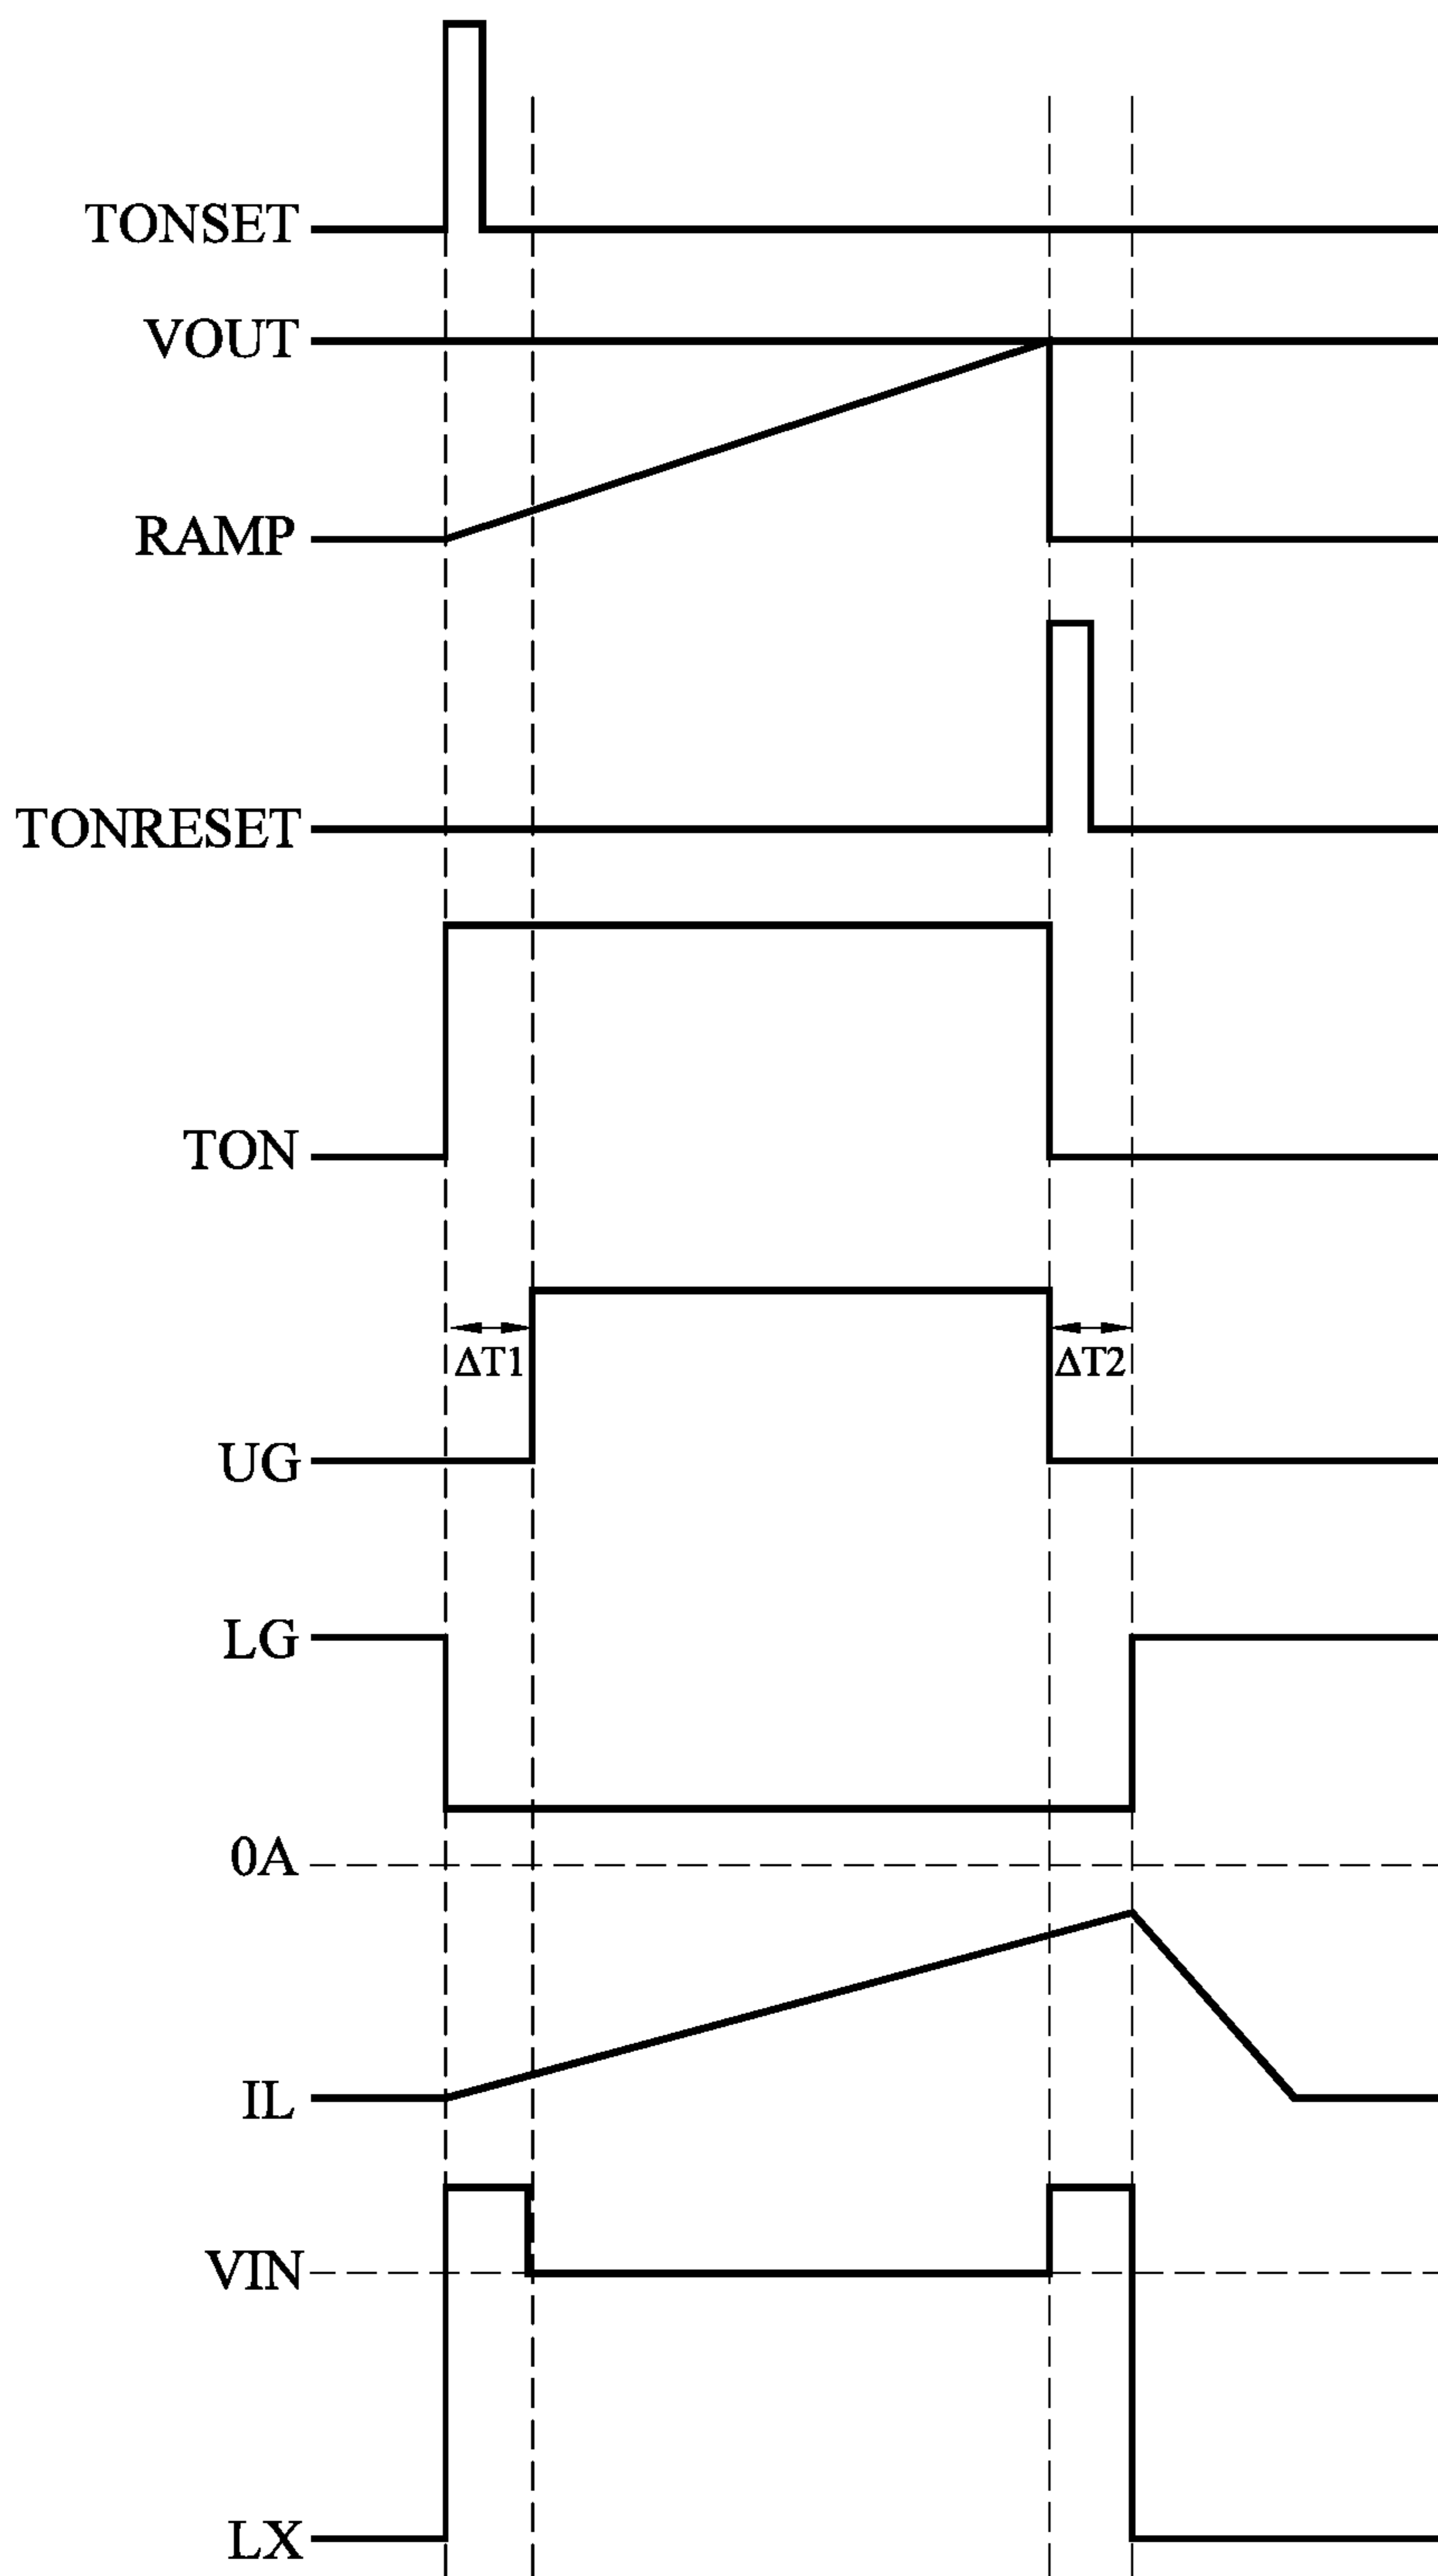 TONSET
VOUT
RAMP
TONRESET
TON
ΔT1 ΔT2
UG
LG
0A
IL
VIN
LX